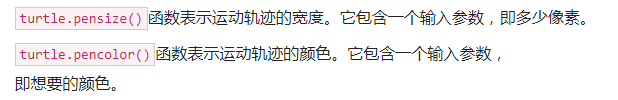 turtle.pensize()函数表示运动轨迹的宽度。它包含一个输入参数，即多少像素。
turtle.pencolor()函数表示运动轨迹的颜色。它包含一个输入参数，
即想要的颜色。